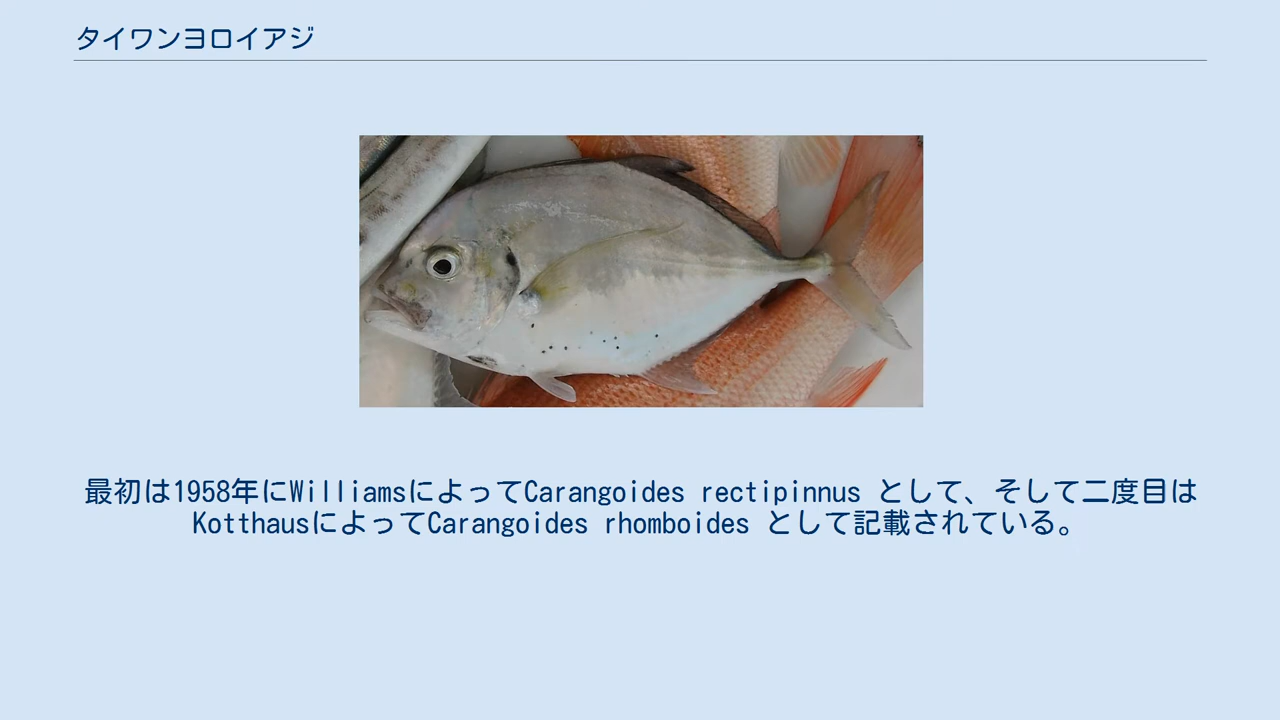 タイワンヨロイアジ
最初は1958年にWilliamsによってCarangoides rectipinnus として、そして二度目は
KotthausによってCarangoides rhomboides として記載されている。